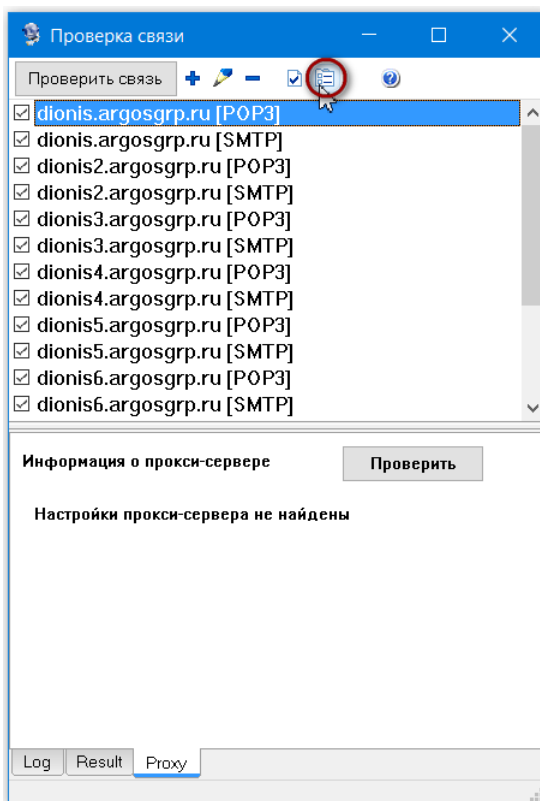 Проверка связи
Проверить связь
dionis.argosgrp.ru [POP3]
dionis.argosgrp.ru [SMTP]
dionis2.argosgrp.ru [POP3]
dionis2.argosgrp.ru [SMTP]
dionis3.argosgrp.ru [POP3]
dionis3.argosgrp.ru [SMTP]
dionis4.argosgrp.ru [POP3]
dionis4.argosgrp.ru [SMTP]
dionis5.argosgrp.ru [POP3]
dionis5.argosgrp.ru [SMTP]
dionis6.argosgrp.ru [POP3]
dionis6.argosgrp.ru [SMTP]
Информация о прокси-сервере Проверить
Настройки прокси-сервера не найдены
Log Result Proxy